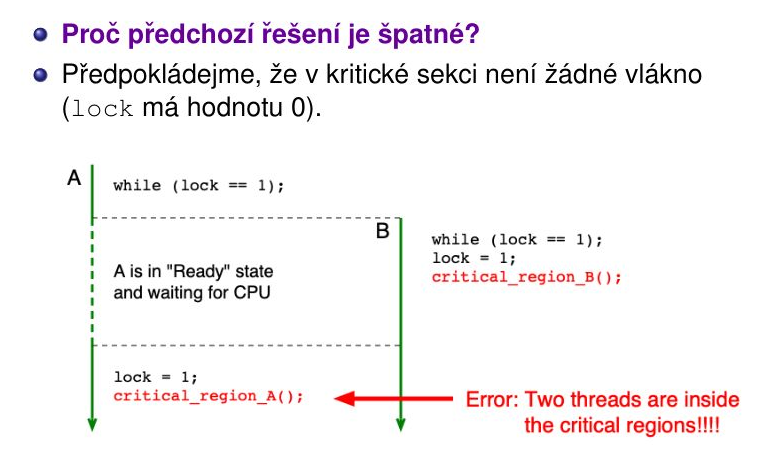 Proč předchozí řešení je špatné?
Předpokládejme, že v kritické sekci není žádné vlákno
(lock má hodnotu 0).
A
while (lock == 1);
B
while (lock == 1);
lock = 1;
critical_region_B();
A is in "Ready" state
and waiting for CPU
lock = 1;
critical_region_A();
Error: Two threads are inside
the critical regions!!!!